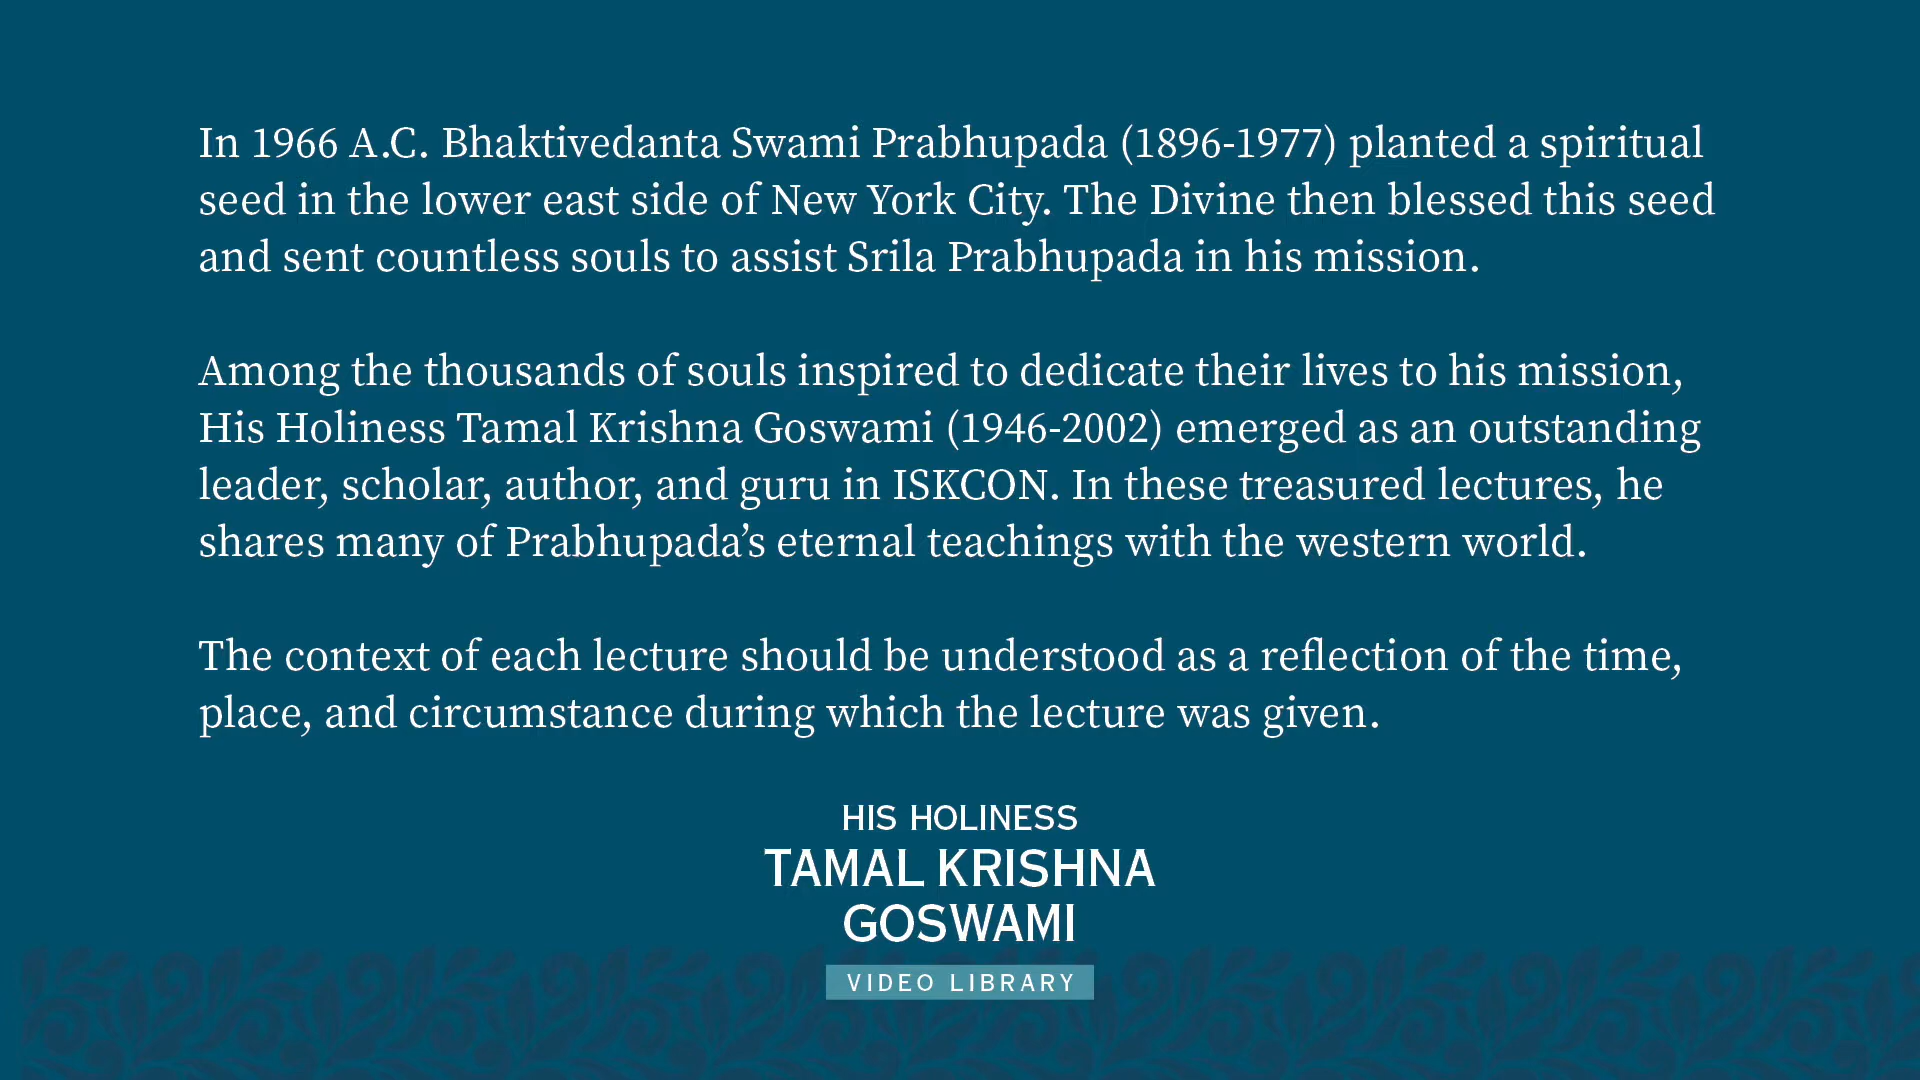 In 1966 A.C. Bhaktivedanta Swami Prabhupada (1896-1977) planted a spiritual
seed in the lower east side of New York City. The Divine then blessed this seed
and sent countless souls to assist Srila Prabhupada in his mission.
Among the thousands of souls inspired to dedicate their lives to his mission,
His Holiness Tamal Krishna Goswami (1946-2002) emerged as an outstanding
leader, scholar, author, and guru in ISKCON. In these treasured lectures, he
shares many of Prabhupada’s eternal teachings with the western world.
The context of each lecture should be understood as a reflection of the time,
place, and circumstance during which the lecture was given.
HIS HOLINESS
TAMAL KRISHNA
GOSWAMI
VIDEO LIBRARY